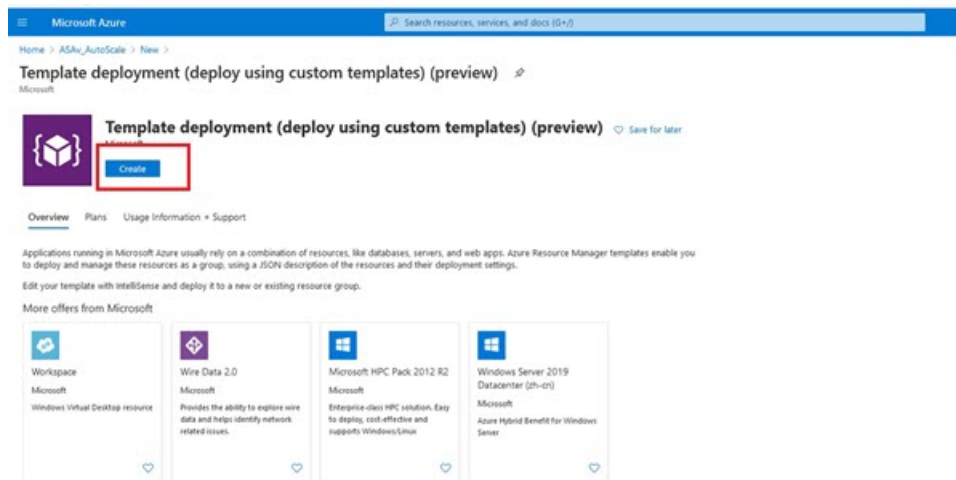 Microsoft Azure
Search resources, services, and docs (G+/)
Home > ASAv_AutoScale > New >
Template deployment (deploy using custom templates) (preview)
Microsoft
Template deployment (deploy using custom templates) (preview)
Save for later
Microsoft
Create
Overview Plans Usage Information + Support
Applications running in Microsoft Azure usually rely on a combination of resources, like databases, servers, and web apps. Azure Resource Manager templates enable you
to deploy and manage these resources as a group, using a JSON description of the resources and their deployment settings.
Edit your template with IntelliSense and deploy it to a new or existing resource group.
More offers from Microsoft
Workspace
Microsoft
Windows Virtual Desktop resource
Wire Data 2.0
Microsoft
Provides the ability to explore wire
data and helps identify network
related issues.
Microsoft HPC Pack 2012 R2
Microsoft
Enterprise-class HPC solution. Easy
to deploy, cost-effective and
supports Windows/Linux
Windows Server 2019
Datacenter (zh-cn)
Microsoft
Azure Hybrid Benefit for Windows
Server